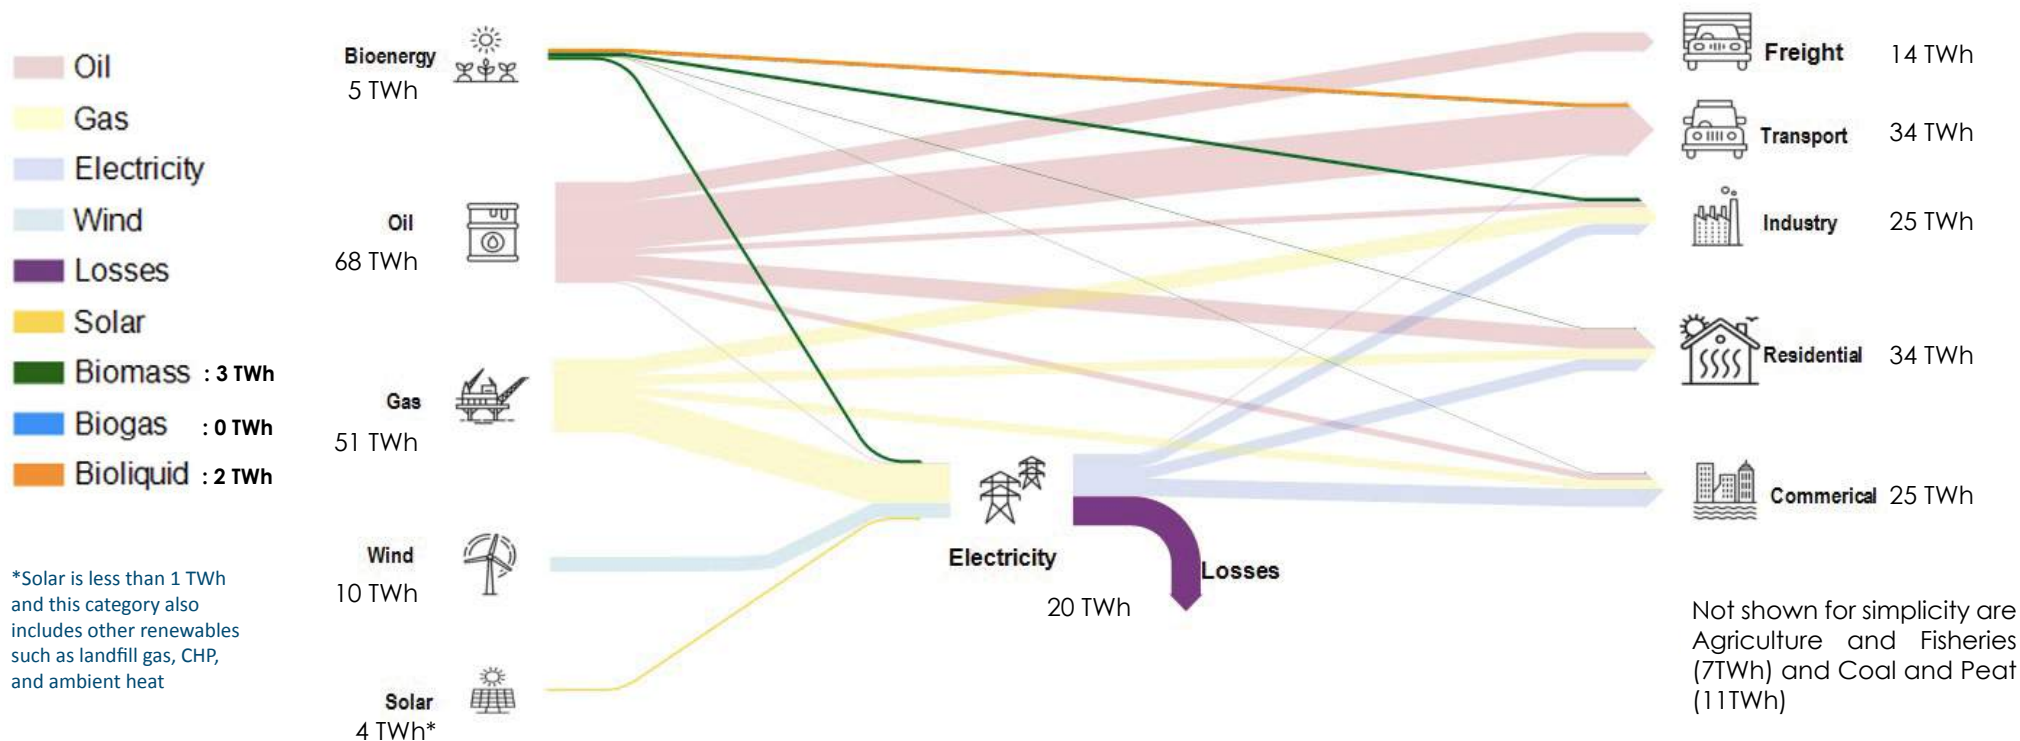 Oil
Gas
Electricity
Wind
Losses
Solar
Biomass : 3 TWh
Biogas : 0 TWh
Bioliquid : 2 TWh
*Solar is less than 1 TWh
and this category also
includes other renewables
such as landfill gas, CHP,
and ambient heat
Bioenergy
5 TWh
Oil
68 TWh
Gas
51 TWh
Wind
10 TWh
Solar
4 TWh*
Electricity
20 TWh
Losses
Freight 14 TWh
Transport 34 TWh
Industry 25 TWh
Residential 34 TWh
Commerical 25 TWh
Not shown for simplicity are
Agriculture and Fisheries
(7TWh) and Coal and Peat
(11TWh)